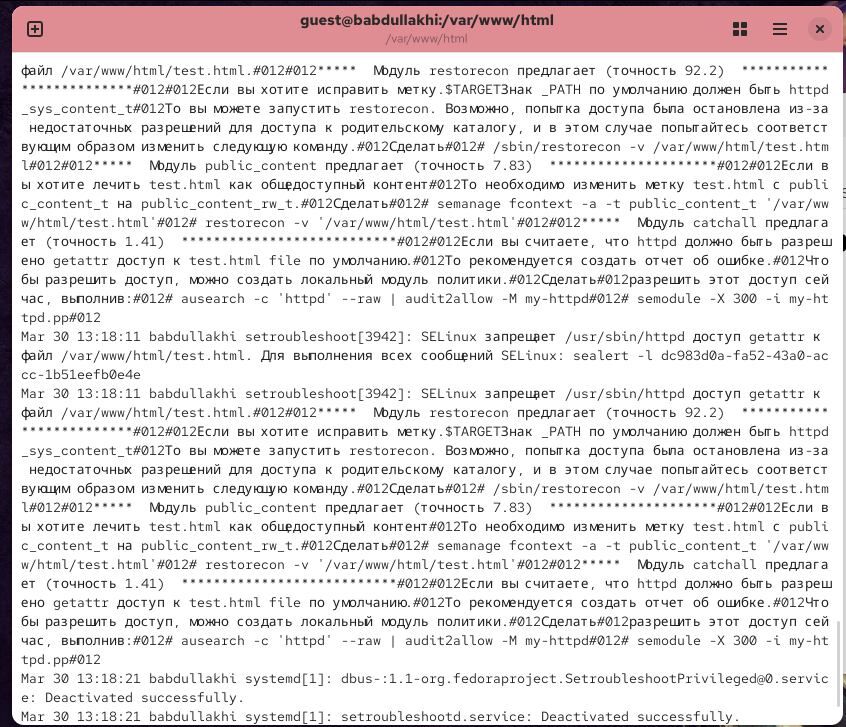 guest@babdullakhi:/var/www/html
/var/www/html
файл /var/www/html/test.html.#012#012*****  Модуль restorecon предлагает (точность 92.2)  ***********
***************#012#012Если вы хотите исправить метку.$TARGETЗнак _PATH по умолчанию должен быть httpd
_sys_content_t#012То вы можете запустить restorecon. Возможно, попытка доступа была остановлена из-за
 недостаточных разрешений для доступа к родительскому каталогу, и в этом случае попытайтесь соответст
вующим образом изменить следующую команду.#012Сделать#012# /sbin/restorecon -v /var/www/html/test.htm
l#012#012*****  Модуль public_content предлагает (точность 7.83)  *********************#012#012Если в
ы хотите лечить test.html как общедоступный контент#012То необходимо изменить метку test.html с publi
c_content_t на public_content_rw_t.#012Сделать#012# semanage fcontext -a -t public_content_t '/var/ww
w/html/test.html'#012# restorecon -v '/var/www/html/test.html'#012#012*****  Модуль catchall предлага
ет (точность 1.41)  ***************************#012#012Если вы считаете, что httpd должно быть разреш
ено getattr доступ к test.html file по умолчанию.#012То рекомендуется создать отчет об ошибке.#012Что
бы разрешить доступ, можно создать локальный модуль политики.#012Сделать#012разрешить этот доступ сей
час, выполнив:#012# ausearch -c 'httpd' --raw | audit2allow -M my-httpd#012# semodule -X 300 -i my-ht
tpd.pp#012
Mar 30 13:18:11 babdullakhi setroubleshoot[3942]: SELinux запрещает /usr/sbin/httpd доступ getattr к
файл /var/www/html/test.html. Для выполнения всех сообщений SELinux: sealert -l dc983d0a-fa52-43a0-ac
cc-1b51eefb0e4e
Mar 30 13:18:11 babdullakhi setroubleshoot[3942]: SELinux запрещает /usr/sbin/httpd доступ getattr к
файл /var/www/html/test.html.#012#012*****  Модуль restorecon предлагает (точность 92.2)  ***********
***************#012#012Если вы хотите исправить метку.$TARGETЗнак _PATH по умолчанию должен быть httpd
_sys_content_t#012То вы можете запустить restorecon. Возможно, попытка доступа была остановлена из-за
 недостаточных разрешений для доступа к родительскому каталогу, и в этом случае попытайтесь соответст
вующим образом изменить следующую команду.#012Сделать#012# /sbin/restorecon -v /var/www/html/test.htm
l#012#012*****  Модуль public_content предлагает (точность 7.83)  *********************#012#012Если в
ы хотите лечить test.html как общедоступный контент#012То необходимо изменить метку test.html с publi
c_content_t на public_content_rw_t.#012Сделать#012# semanage fcontext -a -t public_content_t '/var/ww
w/html/test.html'#012# restorecon -v '/var/www/html/test.html'#012#012*****  Модуль catchall предлага
ет (точность 1.41)  ***************************#012#012Если вы считаете, что httpd должно быть разреш
ено getattr доступ к test.html file по умолчанию.#012То рекомендуется создать отчет об ошибке.#012Что
бы разрешить доступ, можно создать локальный модуль политики.#012Сделать#012разрешить этот доступ сей
час, выполнив:#012# ausearch -c 'httpd' --raw | audit2allow -M my-httpd#012# semodule -X 300 -i my-ht
tpd.pp#012
Mar 30 13:18:21 babdullakhi systemd[1]: dbus-:1.1-org.fedoraproject.SetroubleshootPrivileged@0.servic
e: Deactivated successfully.
Mar 30 13:18:21 babdullakhi systemd[1]: setroubleshootd.service: Deactivated successfully.